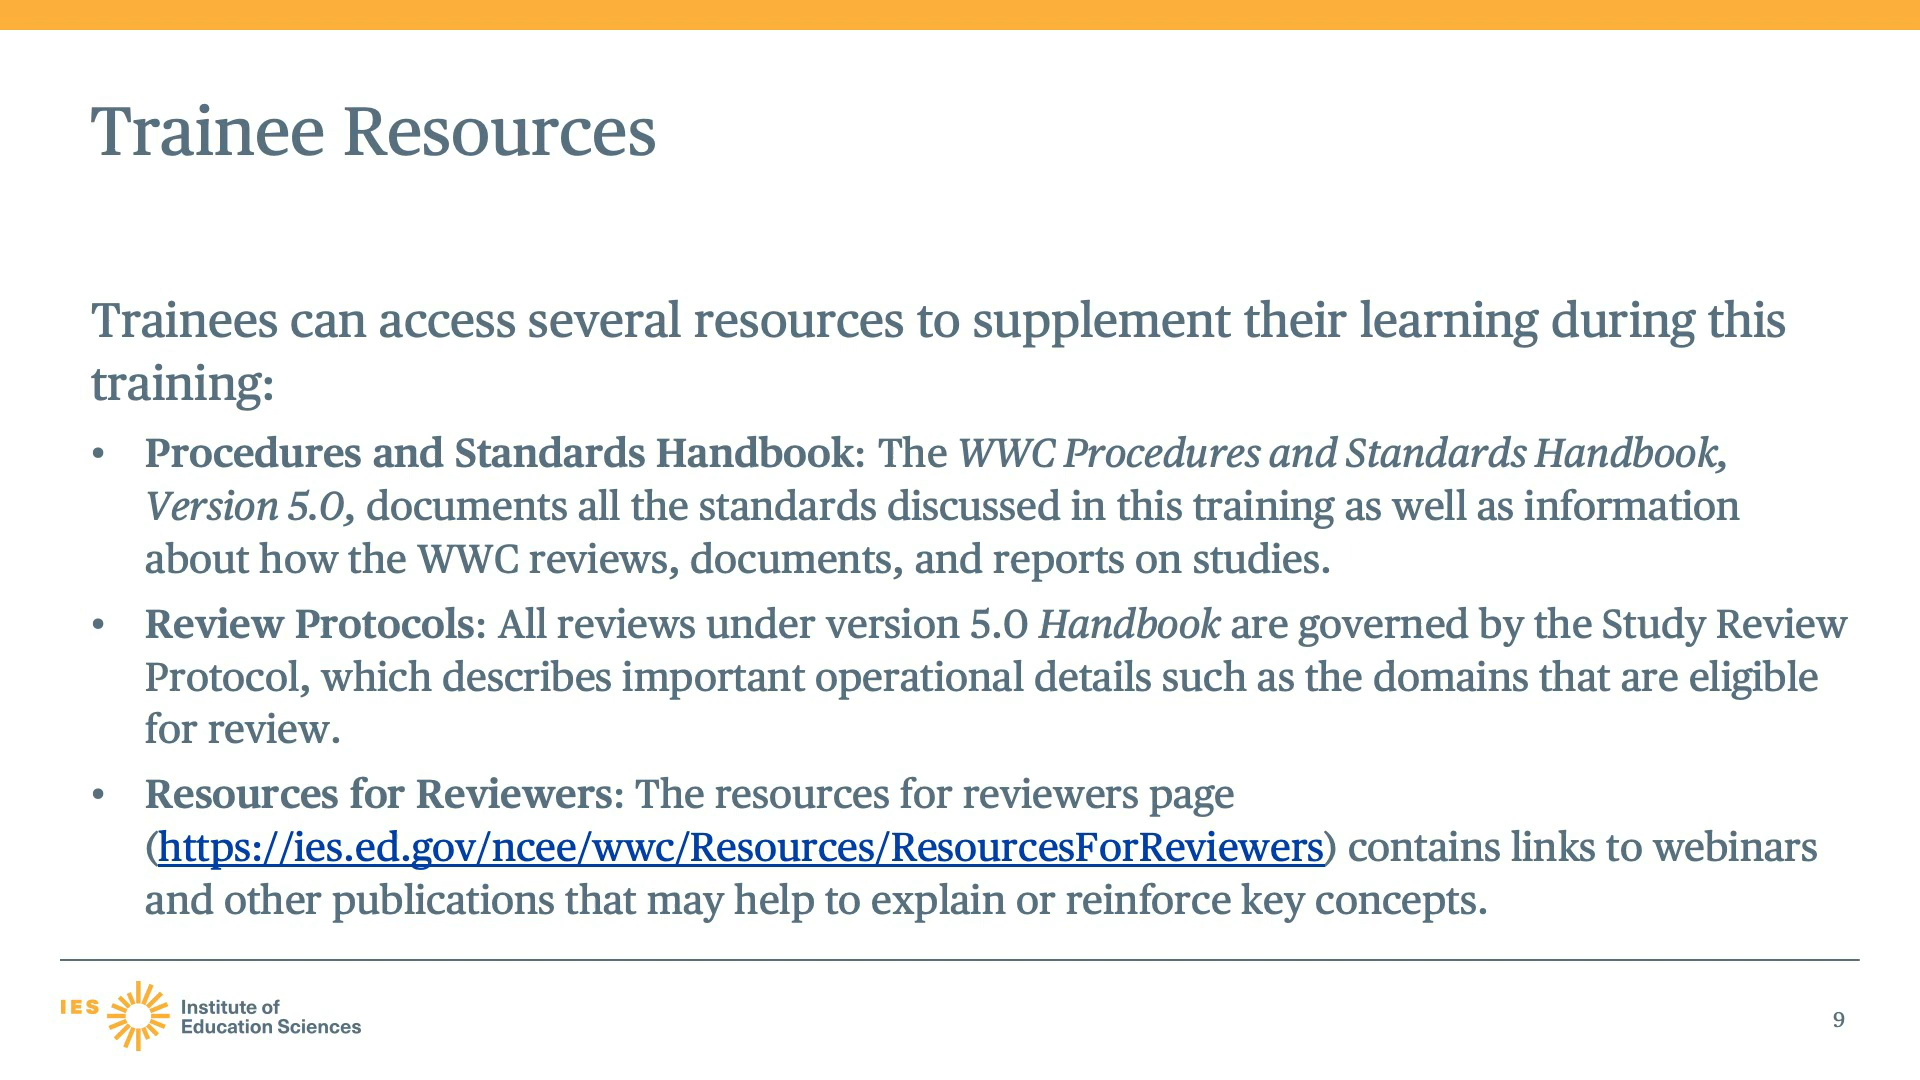 Trainee Resources
Trainees can access several resources to supplement their learning during this
training:
• Procedures and Standards Handbook: The WWC Procedures and Standards Handbook,
Version 5.0, documents all the standards discussed in this training as well as information
about how the WWC reviews, documents, and reports on studies.
• Review Protocols: All reviews under version 5.0 Handbook are governed by the Study Review
Protocol, which describes important operational details such as the domains that are eligible
for review.
• Resources for Reviewers: The resources for reviewers page
(https://ies.ed.gov/ncee/wwc/Resources/ResourcesForReviewers) contains links to webinars
and other publications that may help to explain or reinforce key concepts.
IES
Institute of
Education Sciences
9